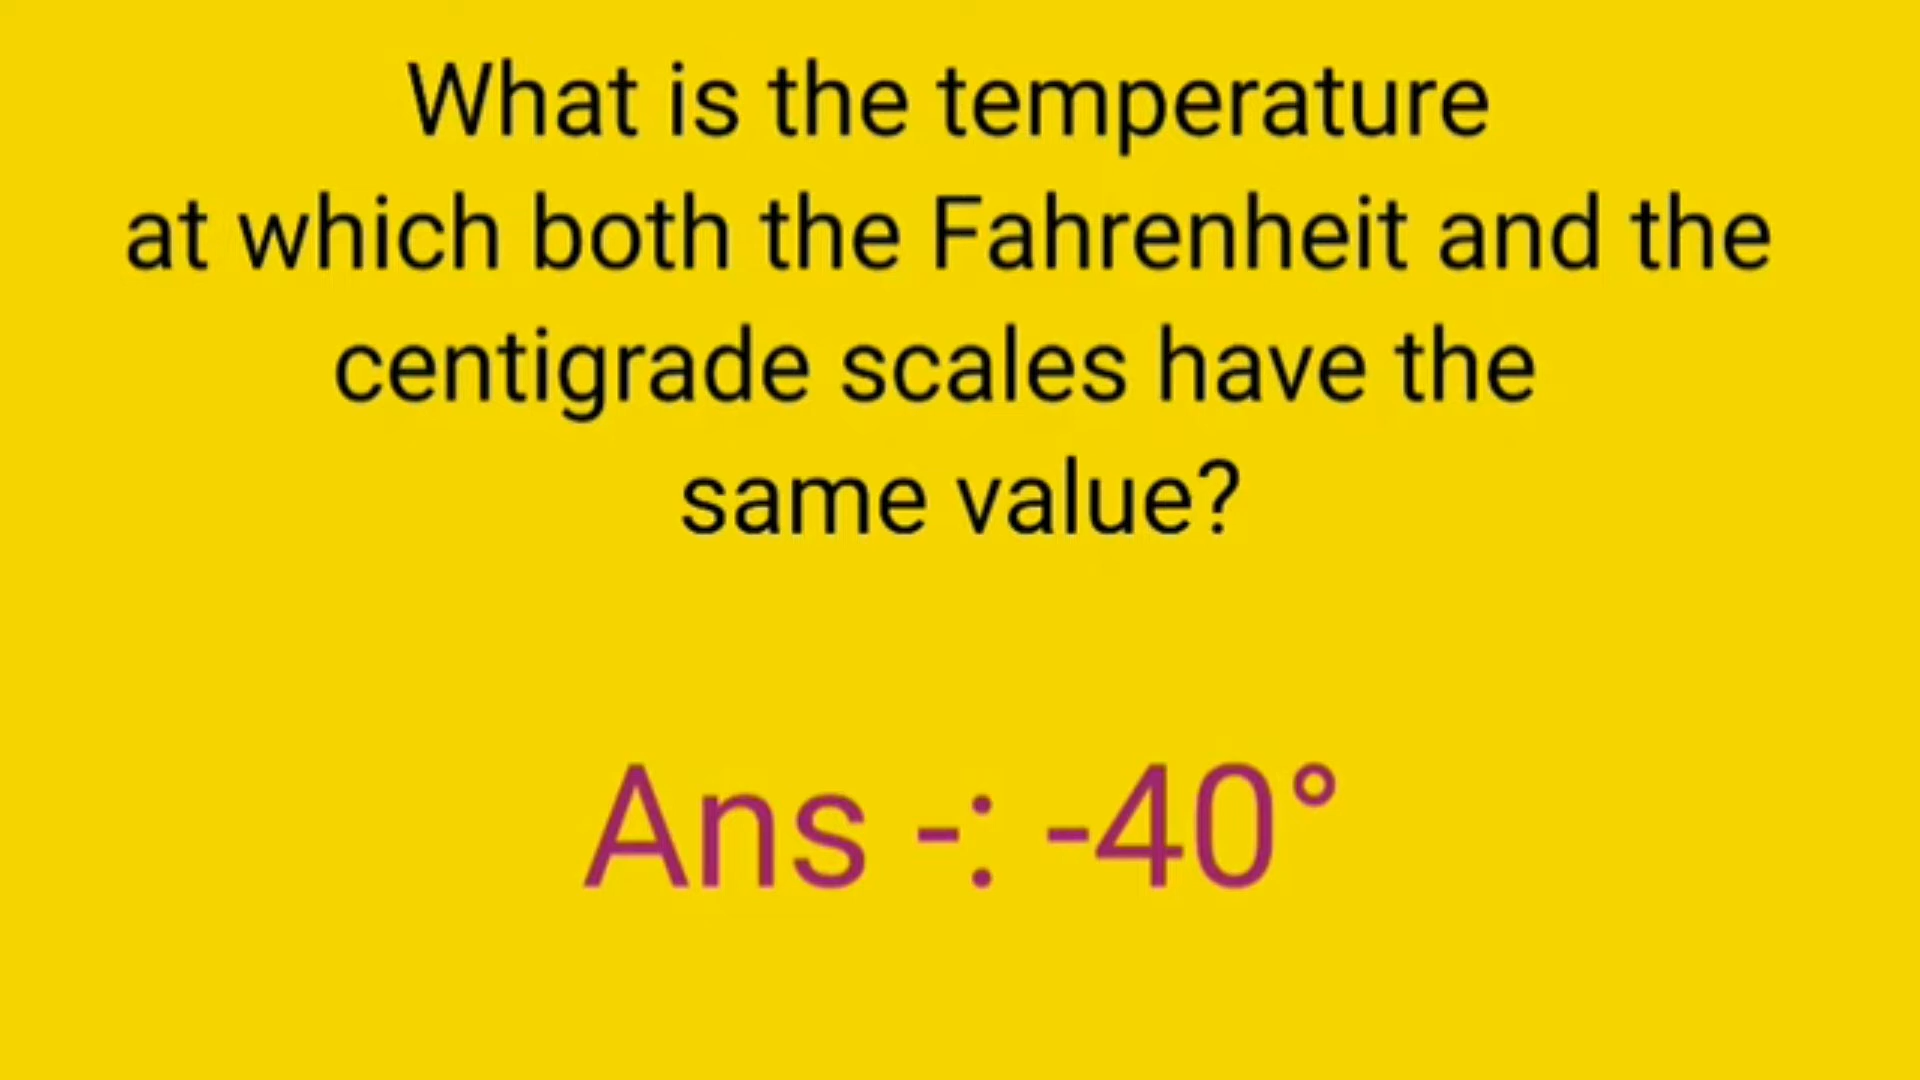 What is the temperature
at which both the Fahrenheit and the
centigrade scales have the
same value?
Ans -: -40°